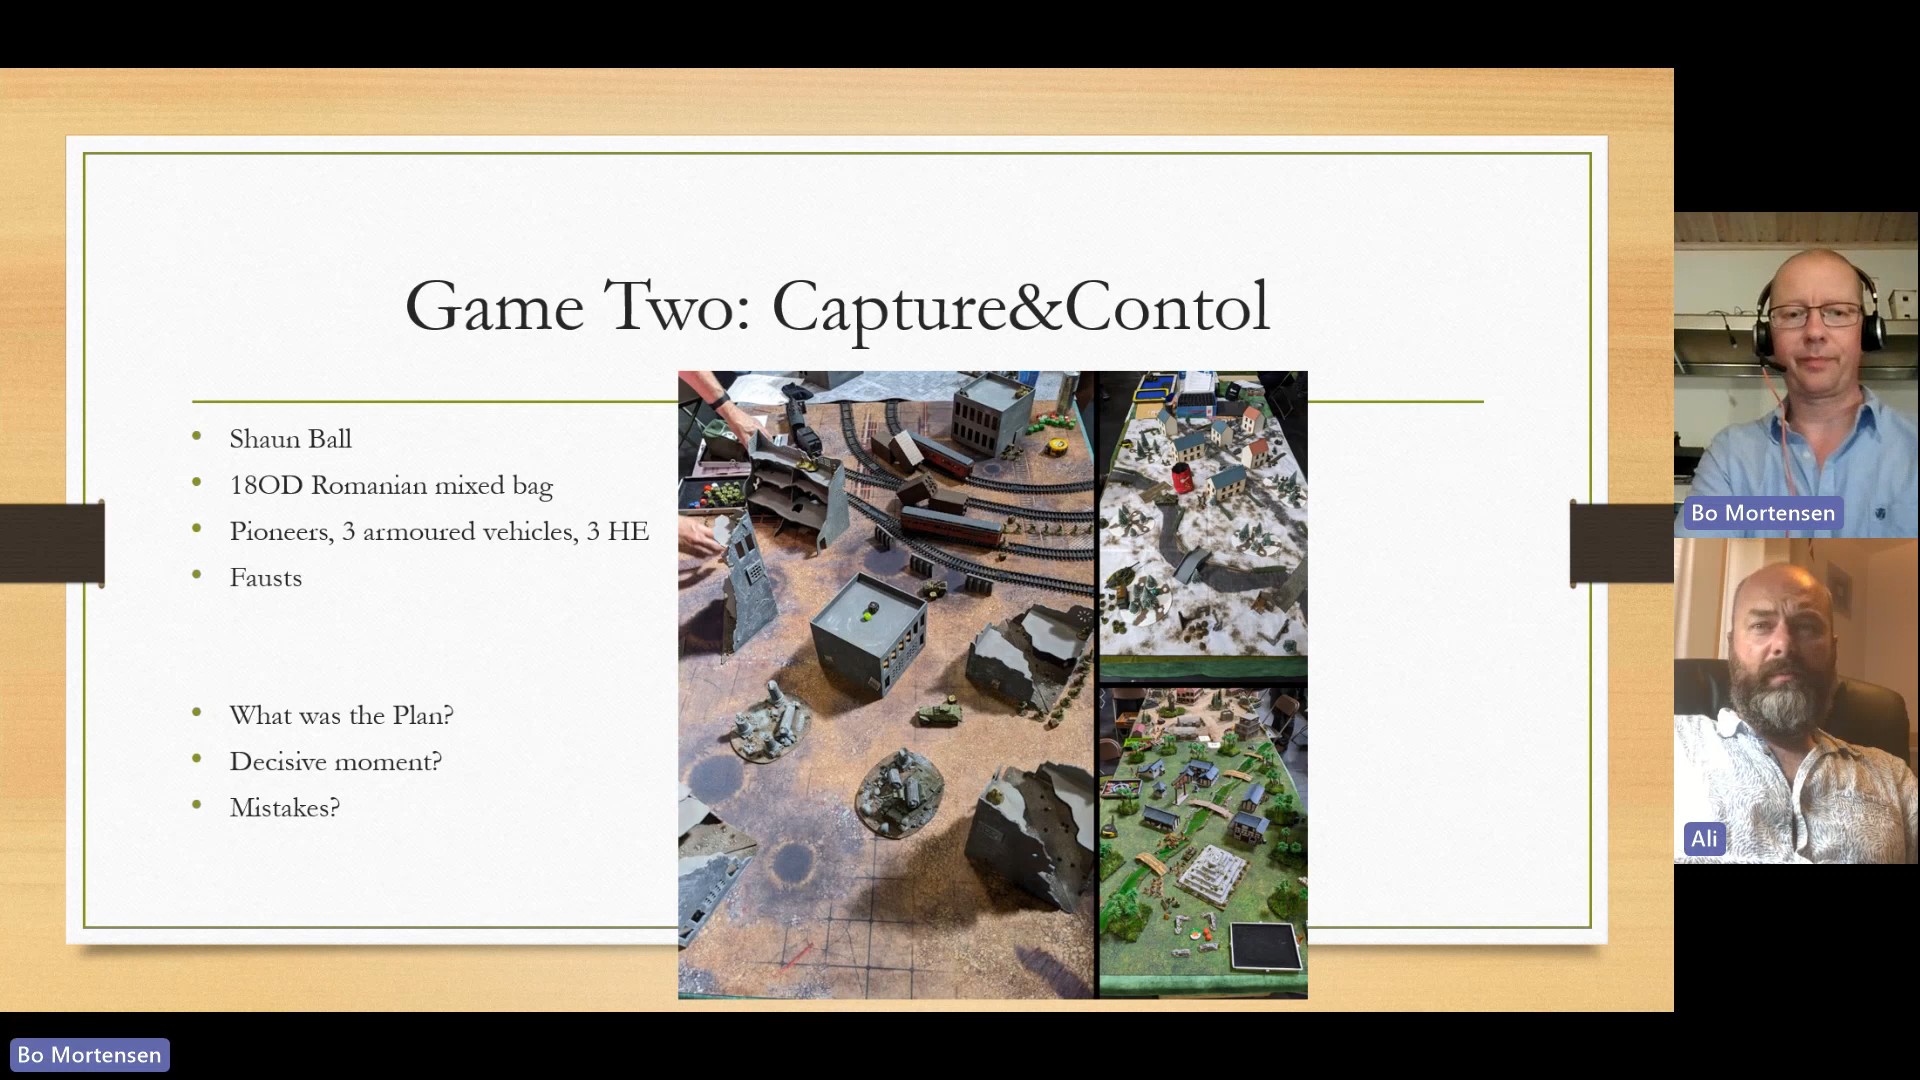 Game Two: Capture&Contol
Shaun Ball
18OD Romanian mixed bag
Pioneers, 3 armoured vehicles, 3 HE
Fausts
What was the Plan?
Decisive moment?
Mistakes?
Bo Mortensen
Ali
Bo Mortensen